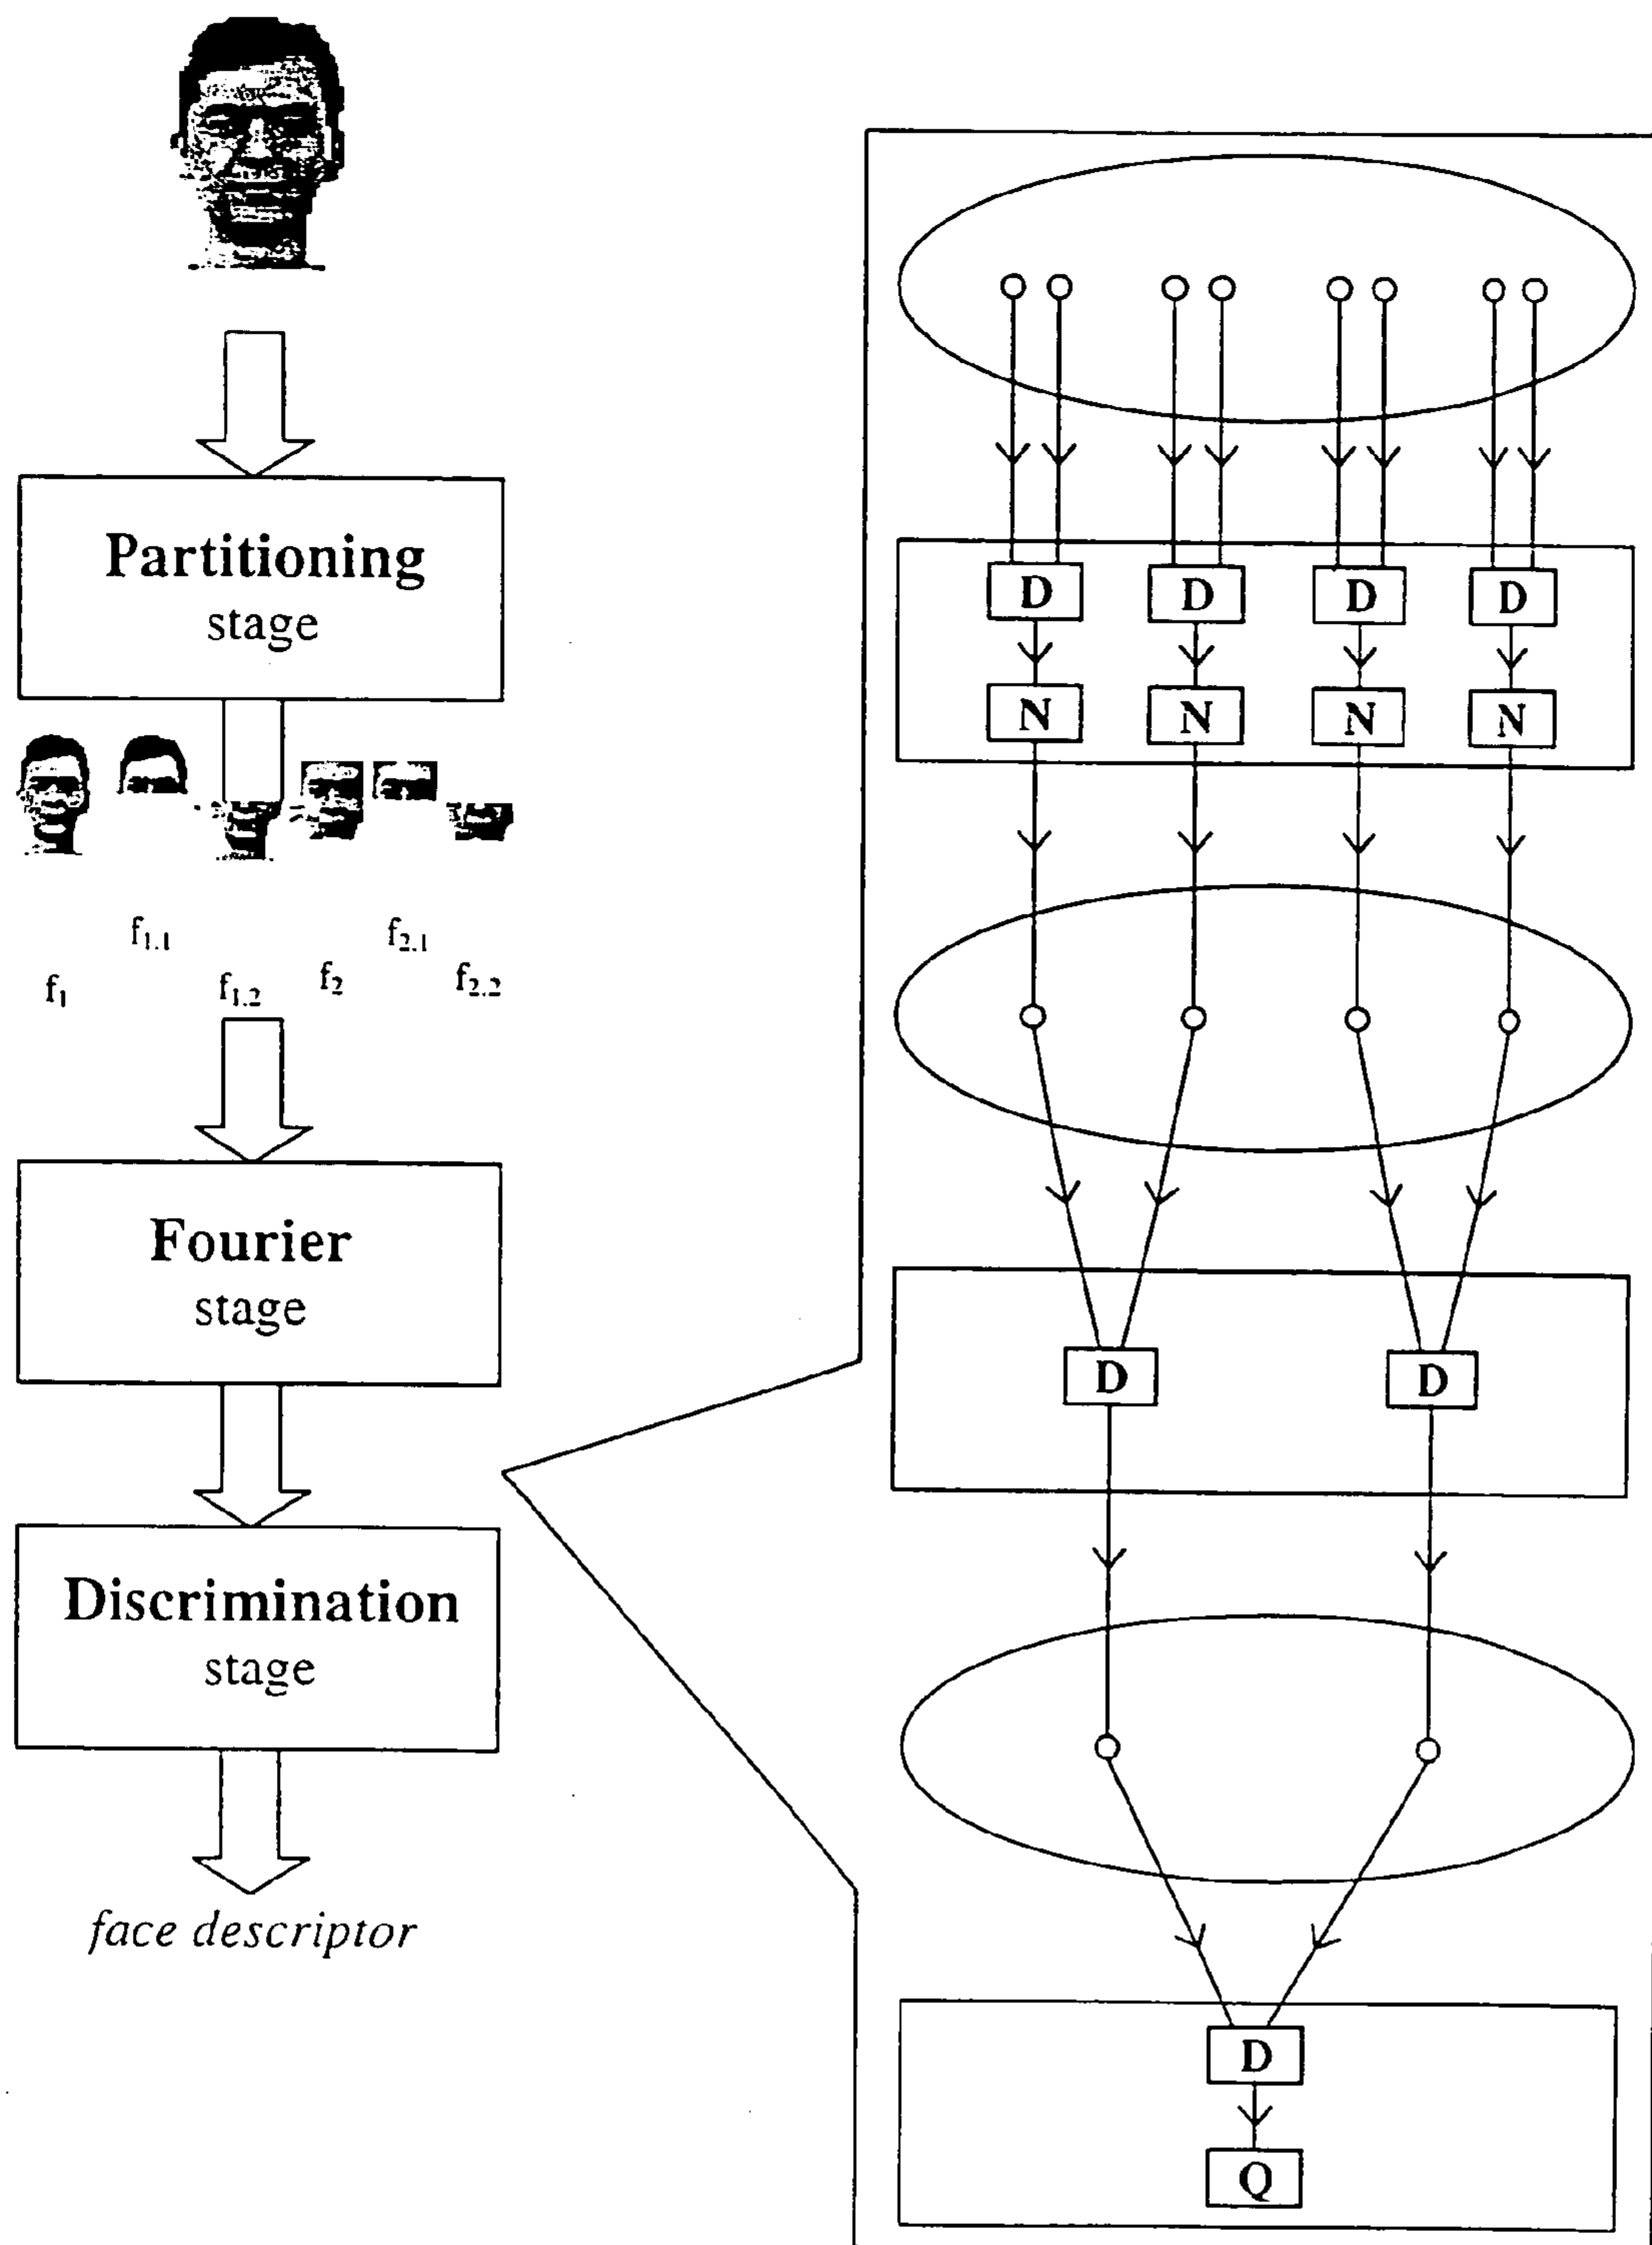 Partitioning
stage
f1.1 f2.1
f1 f1.2 f2 f2.2
Fourier
stage
Discrimination
stage
face descriptor
D D D D
N N N N
D D
D
Q